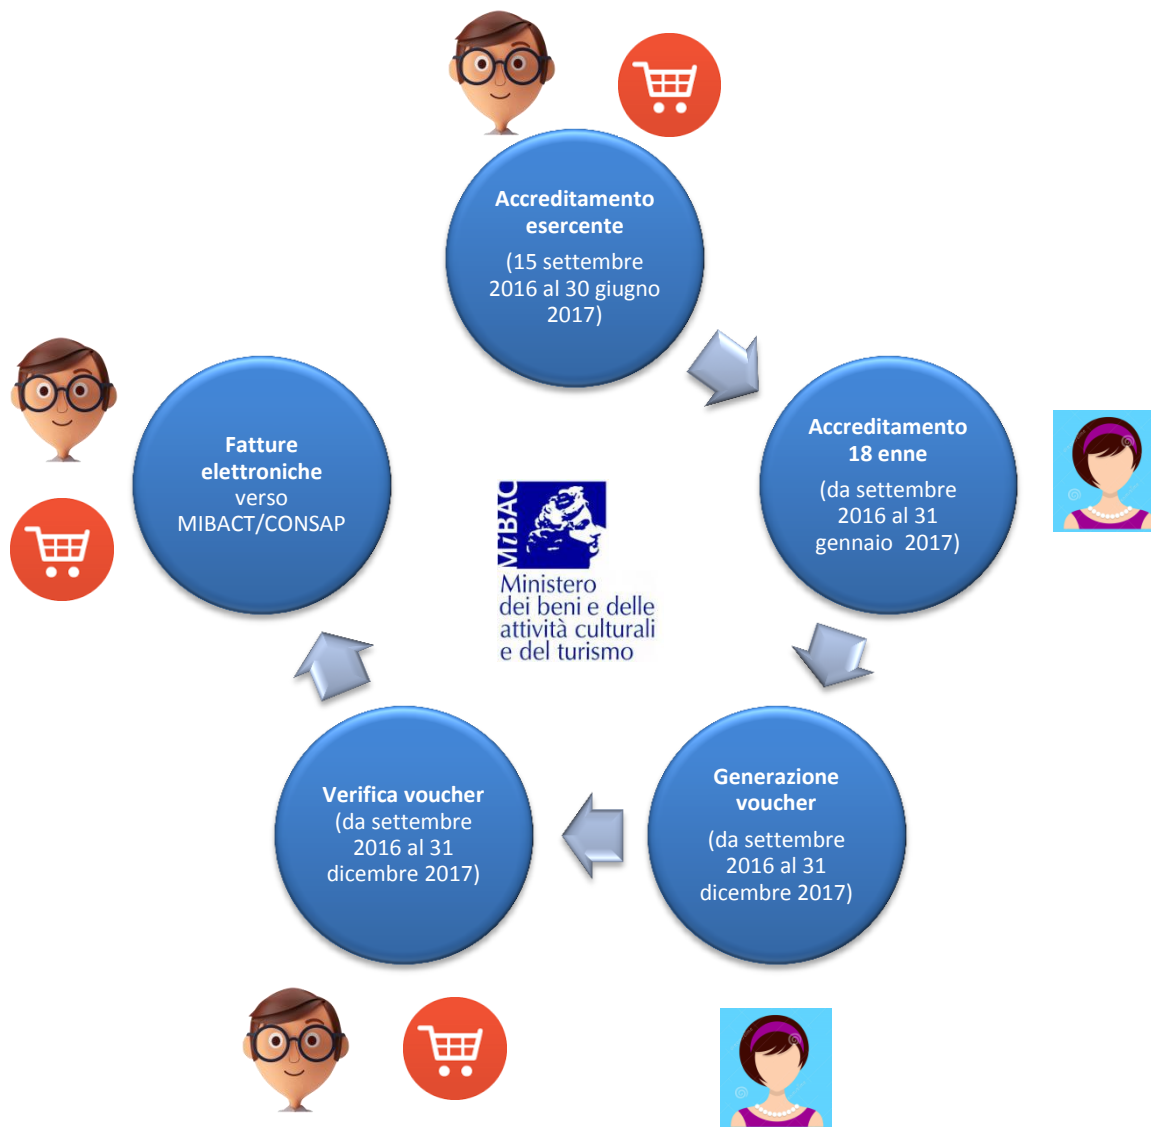 Accreditamento
esercente
(15 settembre
2016 al 30 giugno
2017)
Accreditamento
18 enne
(da settembre
2016 al 31
gennaio 2017)
Generazione
voucher
(da settembre
2016 al 31
dicembre 2017)
Verifica voucher
(da settembre
2016 al 31
dicembre 2017)
Fatture
elettroniche
verso
MIBACT/CONSAP
MiBAC
Ministero
dei beni e delle
attività culturali
e del turismo